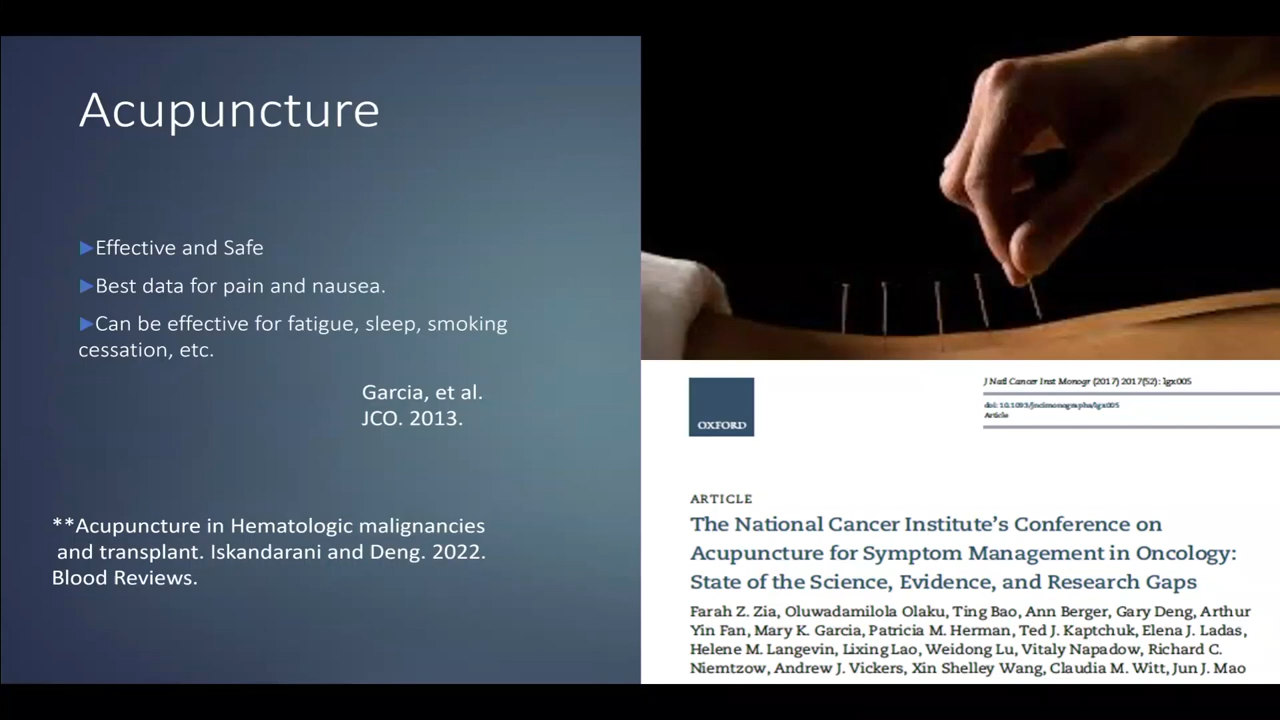 Acupuncture
▶Effective and Safe
▶Best data for pain and nausea.
▶Can be effective for fatigue, sleep, smoking
cessation, etc.
Garcia, et al.
JCO. 2013.
**Acupuncture in Hematologic malignancies
and transplant. Iskandarani and Deng. 2022.
Blood Reviews.
OXFORD
J Natl Cancer Inst Monogr (2017) 2017(52): lgx005
doi: 10.1093/jncimonographs/lgx005
Article
ARTICLE
The National Cancer Institute's Conference on
Acupuncture for Symptom Management in Oncology:
State of the Science, Evidence, and Research Gaps
Farah Z. Zia, Oluwadamilola Olaku, Ting Bao, Ann Berger, Gary Deng, Arthur
Yin Fan, Mary K. Garcia, Patricia M. Herman, Ted J. Kaptchuk, Elena J. Ladas,
Helene M. Langevin, Lixing Lao, Weidong Lu, Vitaly Napadow, Richard C.
Niemtzow, Andrew J. Vickers, Xin Shelley Wang, Claudia M. Witt, Jun J. Mao